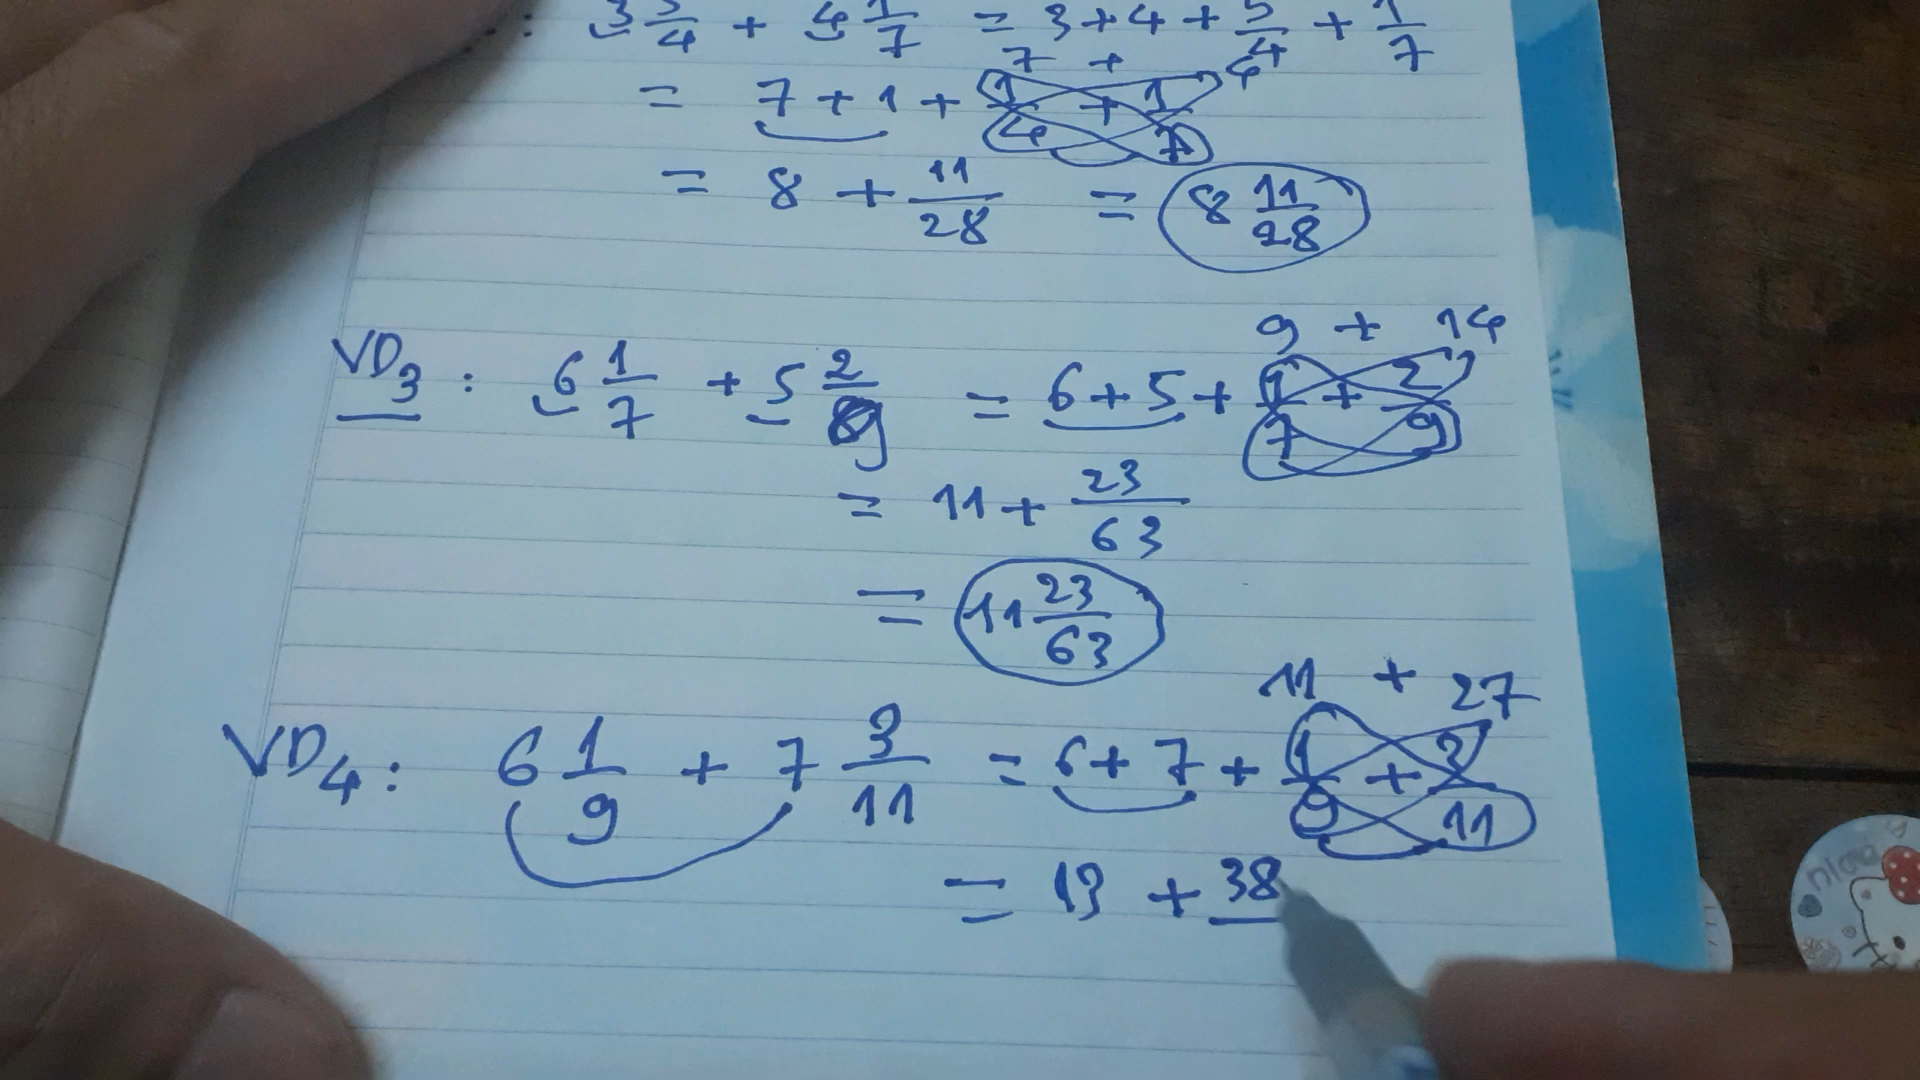 : 3 5/4 + 4 1/7 = 3+4 + 5/4 + 1/7
7 + 4
= 7 + 1 + 1/4 + 1/7
= 8 + 11/28 = 8 11/28
9 + 14
VD3 : 6 1/7 + 5 2/9 = 6+5 + 1/7 + 2/9
= 11 + 23/63
= 11 23/63
11 + 27
VD4 : 6 1/9 + 7 3/11 = 6+7 + 1/9 + 3/11
= 13 + 38
nico